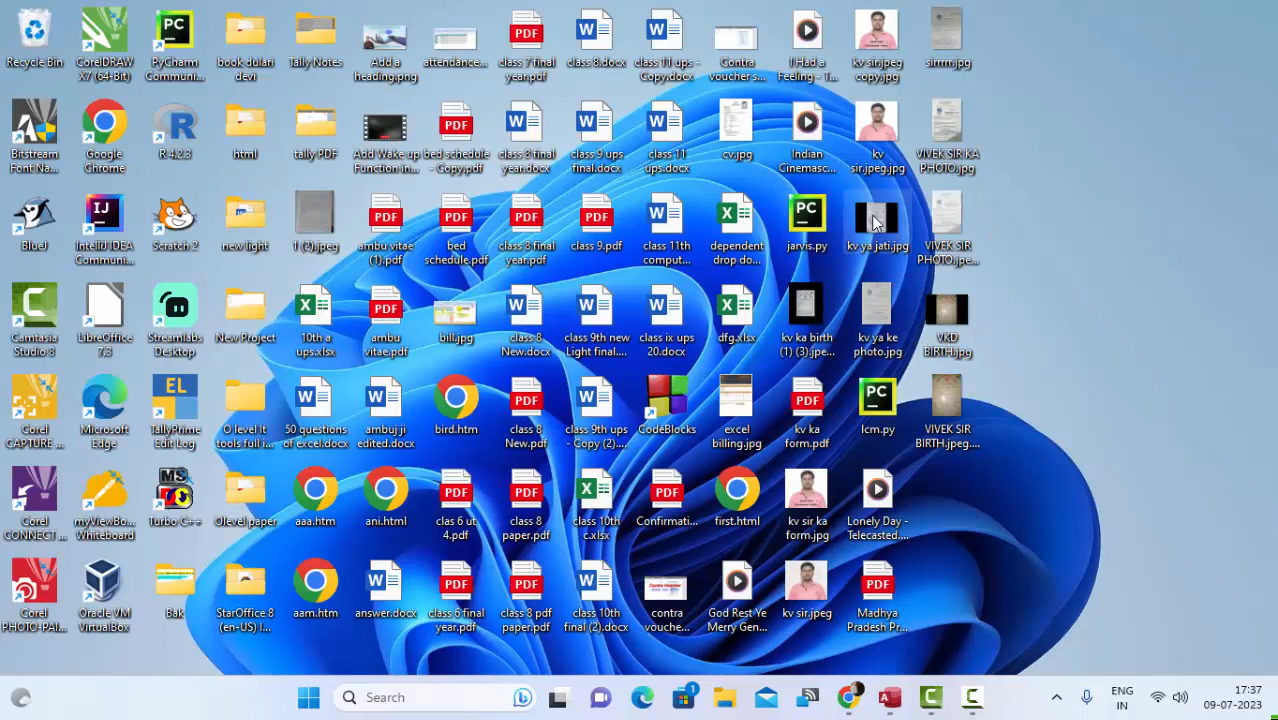 Recycle Bin
CorelDRAW
X7 (64-Bit)
PyCharm
Communi...
book dulari
devi
Tally Notes
Add a
heading.png
attendance...
class 7 final
year.pdf
class 8.docx
class 11 ups -
Copy.docx
Contra
voucher s...
I Had a
Feeling - T...
kv sir.jpeg
copy.jpg
sirrrrr.jpg
Bitstream
Font Na...
Google
Chrome
R 4.2.3
html
tally PDF
Add Wake up
Function in...
bed schedule
- Copy.pdf
class 8 final
year.docx
class 9 ups
final.docx
class 11
ups.docx
cv.jpg
Indian
Cinemasc...
kv
sir.jpeg.jpg
VIVEK SIR KA
PHOTO.jpg
BlueJ
IntelliJ IDEA
Communi...
Scratch 2
new light
1 (2).jpeg
ambu vitae
(1).pdf
bed
schedule.pdf
class 8 final
year.pdf
class 9.pdf
class 11th
comput...
dependent
drop do...
jarvis.py
kv ya jati.jpg
VIVEK SIR
PHOTO.jpe...
Camtasia
Studio 8
LibreOffice
7.3
Streamlabs
Desktop
New Project
10th a
ups.xlsx
ambu
vitae.pdf
bill.jpg
class 8
New.docx
class 9th new
Light final....
class ix ups
20.docx
dfg.xlsx
kv ka birth
(1) (3).jpe...
kv ya ke
photo.jpg
VKD
BIRTH.jpg
Corel
CAPTURE ...
Microsoft
Edge
TallyPrime
Edit Log
O level It
tools full i...
50 questions
of excel.docx
ambuj ji
edited.docx
bird.htm
class 8
New.pdf
class 9th ups
- Copy (2)....
CodeBlocks
excel
billing.jpg
kv ka
form.pdf
lcm.py
VIVEK SIR
BIRTH.jpeg....
Corel
CONNECT ...
myViewBo...
Whiteboard
Turbo C++
Olevel paper
aaa.htm
ani.html
clas 6 ut
4.pdf
class 8
paper.pdf
class 10th
c.xlsx
Confirmati...
first.html
kv sir ka
form.jpg
Lonely Day -
Telecasted....
Corel
PHOTO-PAI...
Oracle VM
VirtualBox
Bak
StarOffice 8
(en-US) I...
aam.htm
answer.docx
class 6 final
year.pdf
class 8 pdf
paper.pdf
class 10th
final (2).docx
contra
vouche...
God Rest Ye
Merry Gen...
kv sir.jpeg
Madhya
Pradesh Pr...
Search
1
ENG
IN
17:37
09-07-2023